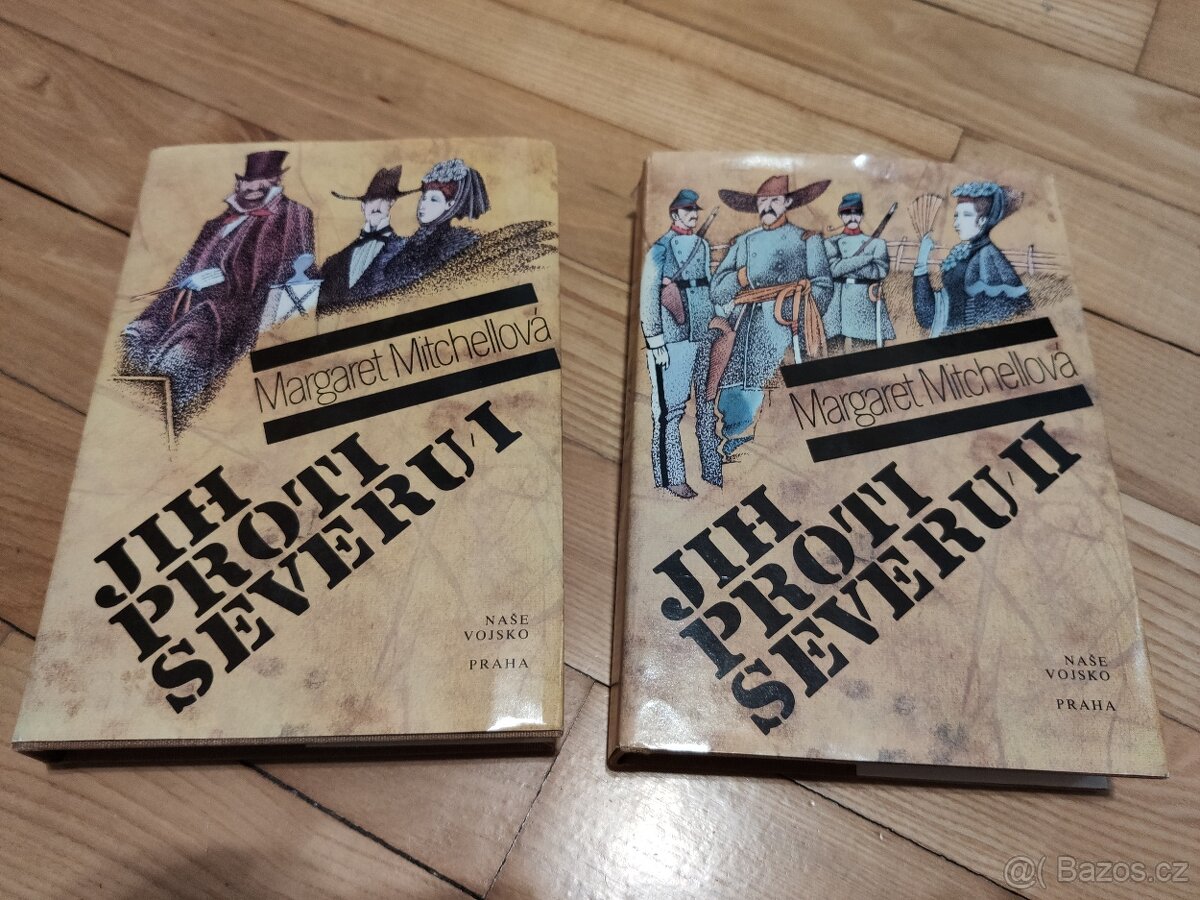 Margaret Mitchellová
JIH
PROTI
SEVERU/I
NAŠE
VOJSKO
PRAHA
Margaret Mitchellová
JIH
PROTI
SEVERU/II
NAŠE
VOJSKO
PRAHA
@( Bazos.cz